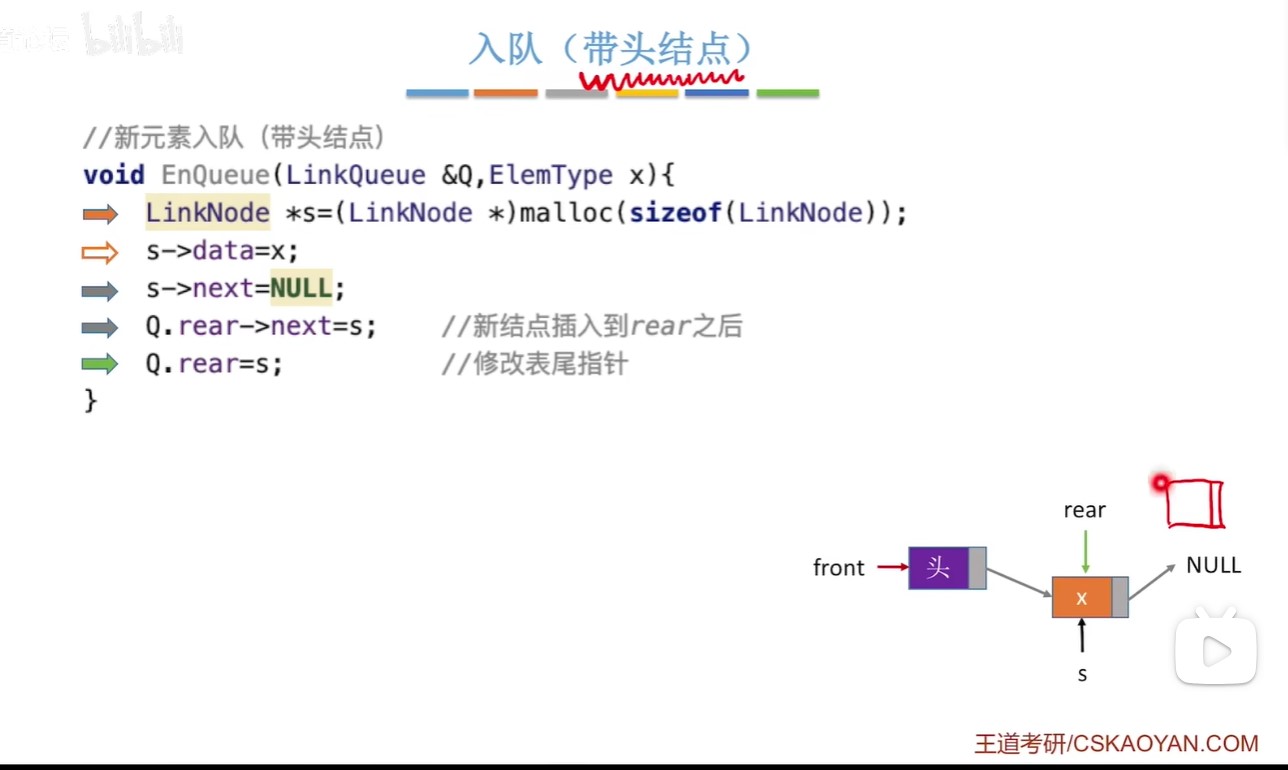 bilibili
入队（带头结点）
//新元素入队（带头结点）
void EnQueue(LinkQueue &Q,ElemType x){
LinkNode *s=(LinkNode *)malloc(sizeof(LinkNode));
s->data=x;
s->next=NULL;
Q.rear->next=s; //新结点插入到rear之后
Q.rear=s; //修改表尾指针
}
rear
front
头
NULL
x
s
王道考研/CSKAOYAN.COM